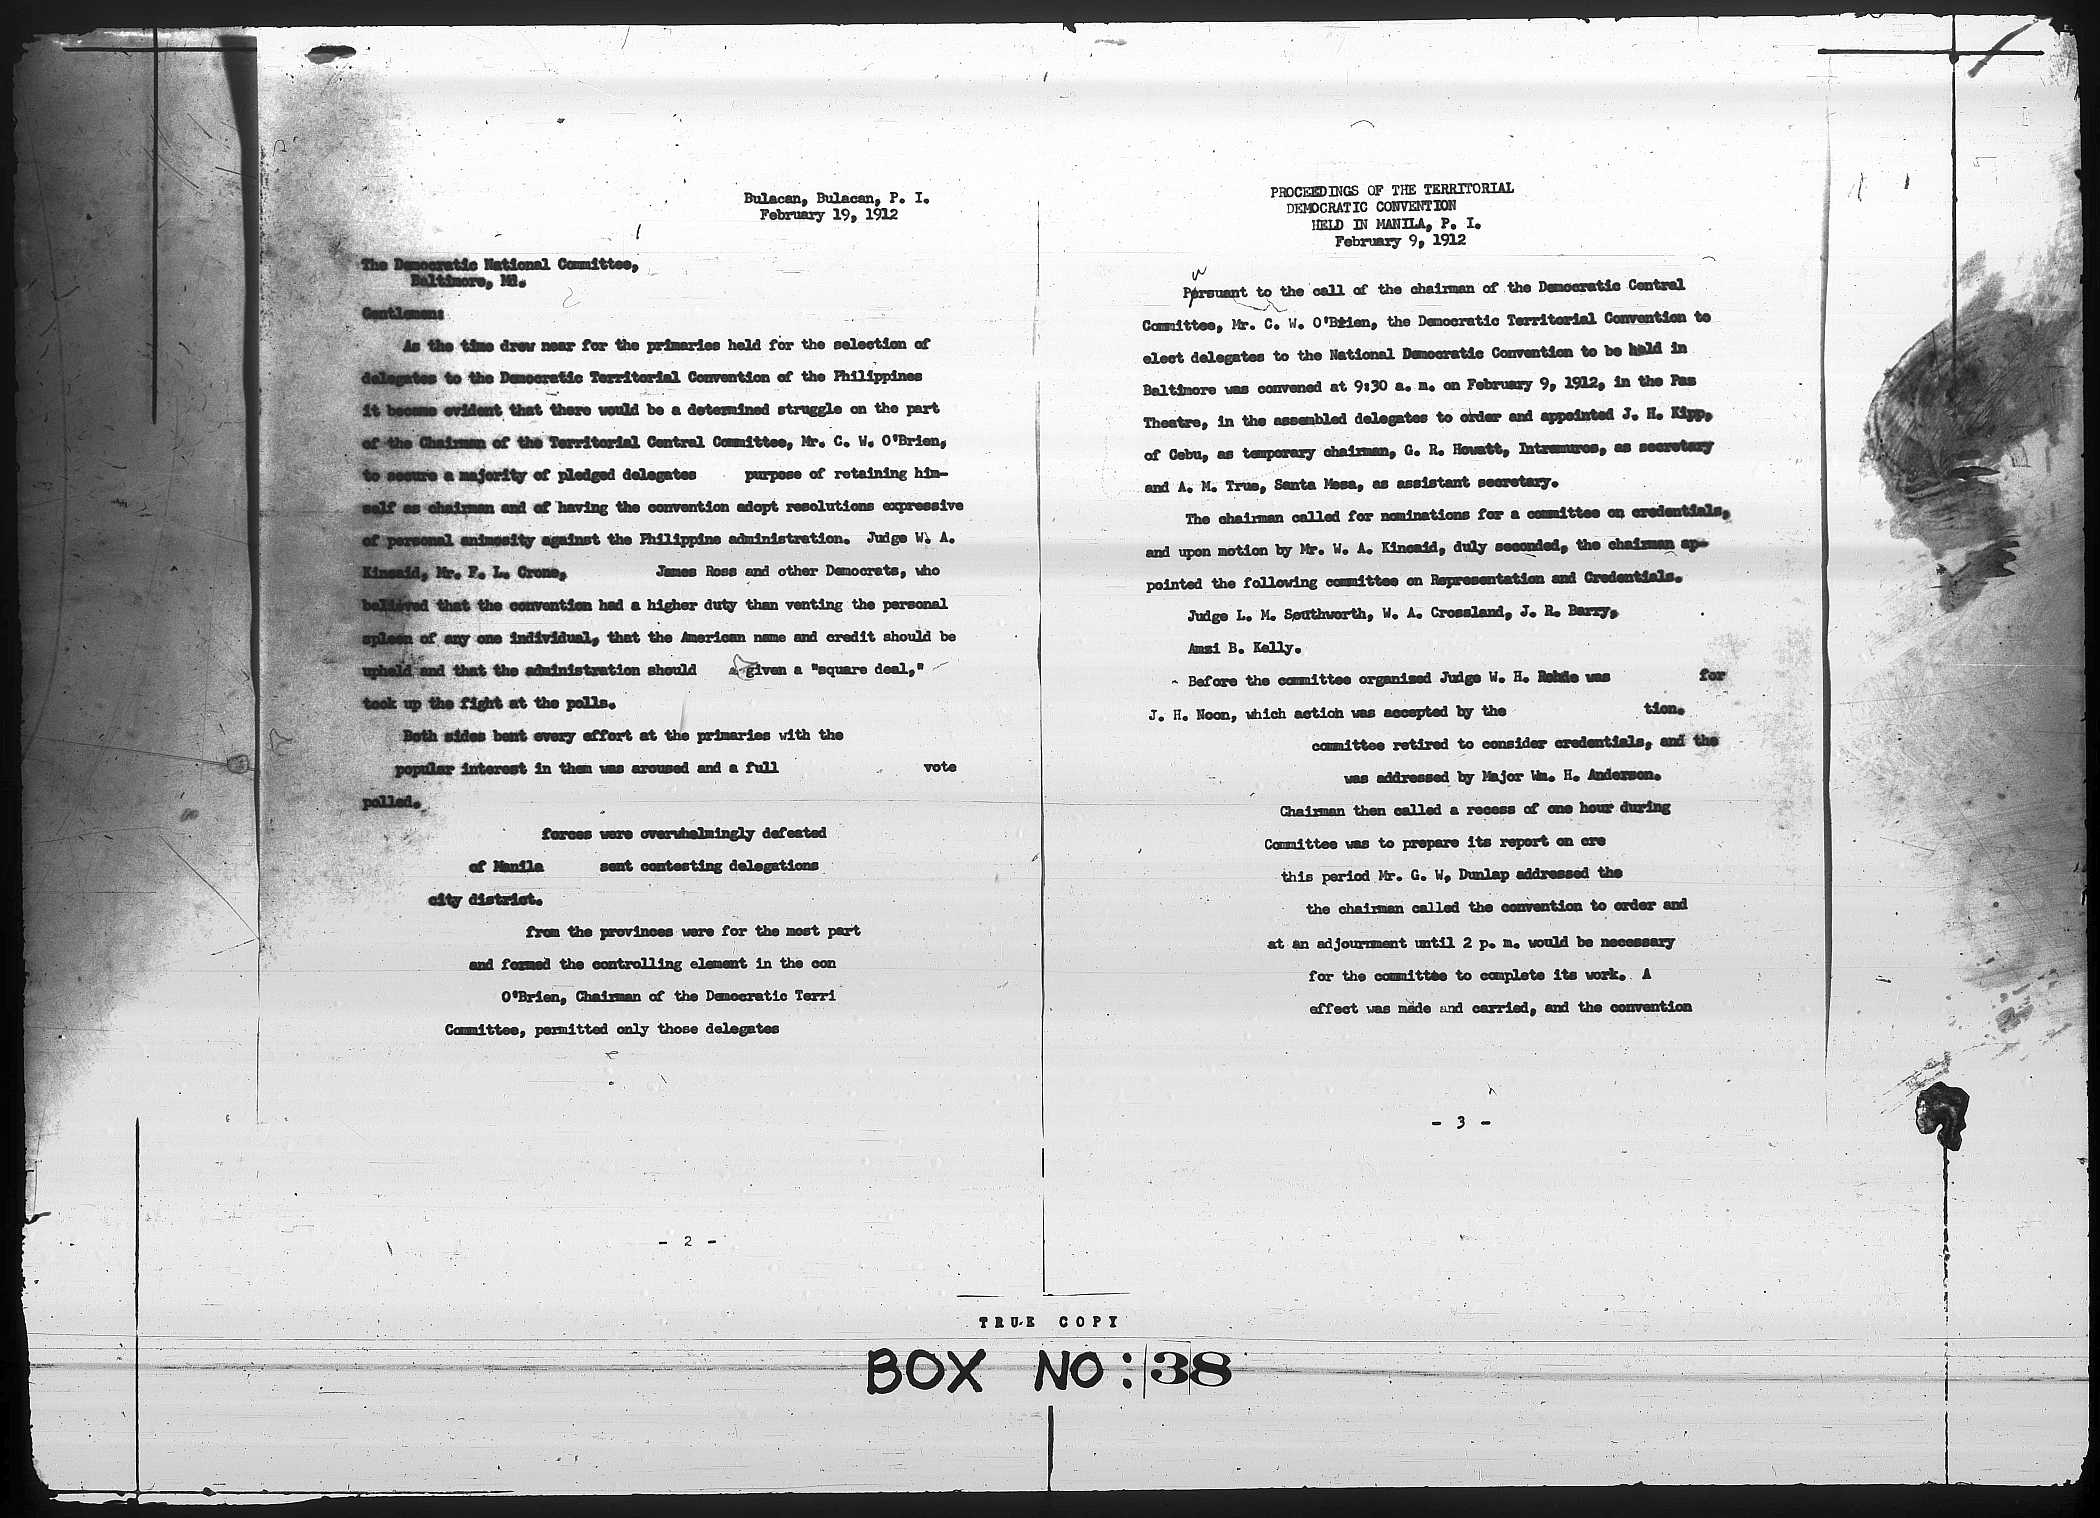 Bulacan, Bulacan, P. I.
February 19, 1912
The Democratic National Committee,
Baltimore, Md.
Gentlemen:
As the time drew near for the primaries held for the selection of
delegates to the Democratic Territorial Convention of the Philippines
it became evident that there would be a determined struggle on the part
of the Chairman of the Territorial Central Committee, Mr. C. W. O'Brien,
to secure a majority of pledged delegates purpose of retaining him-
self as chairman and of having the convention adopt resolutions expressive
of personal animosity against the Philippine administration. Judge W. A.
Kincaid, Mr. F. L. Crone, James Ross and other Democrats, who
believed that the convention had a higher duty than venting the personal
spleen of any one individual, that the American name and credit should be
upheld and that the administration should given a "square deal,"
took up the fight at the polls.
Both sides bent every effort at the primaries with the
popular interest in them was aroused and a full vote
polled.
forces were overwhelmingly defeated
of Manila sent contesting delegations
city district.
from the provinces were for the most part
and formed the controlling element in the con
O'Brien, Chairman of the Democratic Terri
Committee, permitted only those delegates
- 2 -
PROCEEDINGS OF THE TERRITORIAL
DEMOCRATIC CONVENTION
HELD IN MANILA, P. I.
February 9, 1912
Pursuant to the call of the chairman of the Democratic Central
Committee, Mr. C. W. O'Brien, the Democratic Territorial Convention to
elect delegates to the National Democratic Convention to be held in
Baltimore was convened at 9:30 a. m. on February 9, 1912, in the Paz
Theatre, in the assembled delegates to order and appointed J. H. Kipp,
of Cebu, as temporary chairman, G. R. Howatt, Intramuros, as secretary
and A. M. True, Santa Mesa, as assistant secretary.
The chairman called for nominations for a committee on credentials,
and upon motion by Mr. W. A. Kincaid, duly seconded, the chairman ap-
pointed the following committee on Representation and Credentials.
Judge L. M. Southworth, W. A. Crossland, J. R. Barry,
Amzi B. Kelly.
Before the committee organized Judge W. H. was for
J. H. Noon, which action was accepted by the tion.
committee retired to consider credentials, and the
was addressed by Major Wm. H. Anderson.
Chairman then called a recess of one hour during
Committee was to prepare its report on cre
this period Mr. G. W. Dunlap addressed the
the chairman called the convention to order and
at an adjournment until 2 p. m. would be necessary
for the committee to complete its work. A
effect was made and carried, and the convention
- 3 -
TRUE COPY
BOX NO: 38